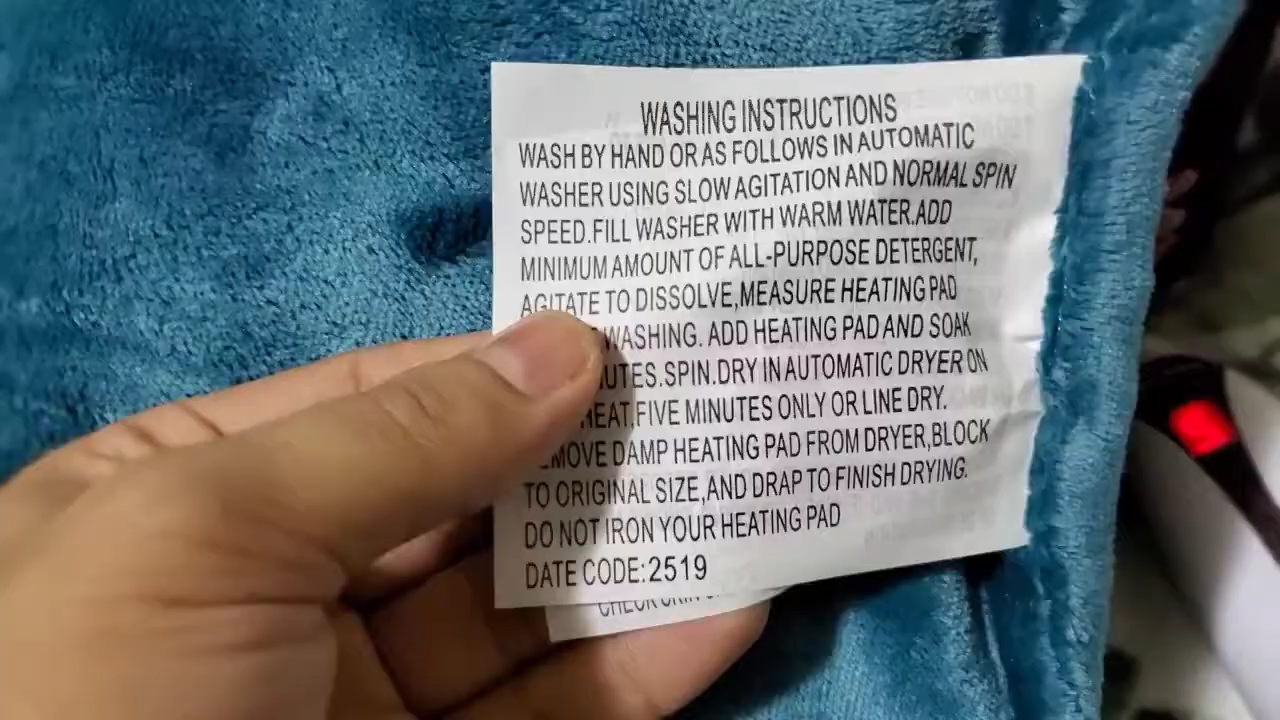 WASHING INSTRUCTIONS
WASH BY HAND OR AS FOLLOWS IN AUTOMATIC
WASHER USING SLOW AGITATION AND NORMAL SPIN
SPEED.FILL WASHER WITH WARM WATER.ADD
MINIMUM AMOUNT OF ALL-PURPOSE DETERGENT,
AGITATE TO DISSOLVE,MEASURE HEATING PAD
WASHING. ADD HEATING PAD AND SOAK
SPIN.DRY IN AUTOMATIC DRYER ON
HEAT,FIVE MINUTES ONLY OR LINE DRY.
DAMP HEATING PAD FROM DRYER,BLOCK
TO ORIGINAL SIZE,AND DRAP TO FINISH DRYING.
DO NOT IRON YOUR HEATING PAD
DATE CODE:2519